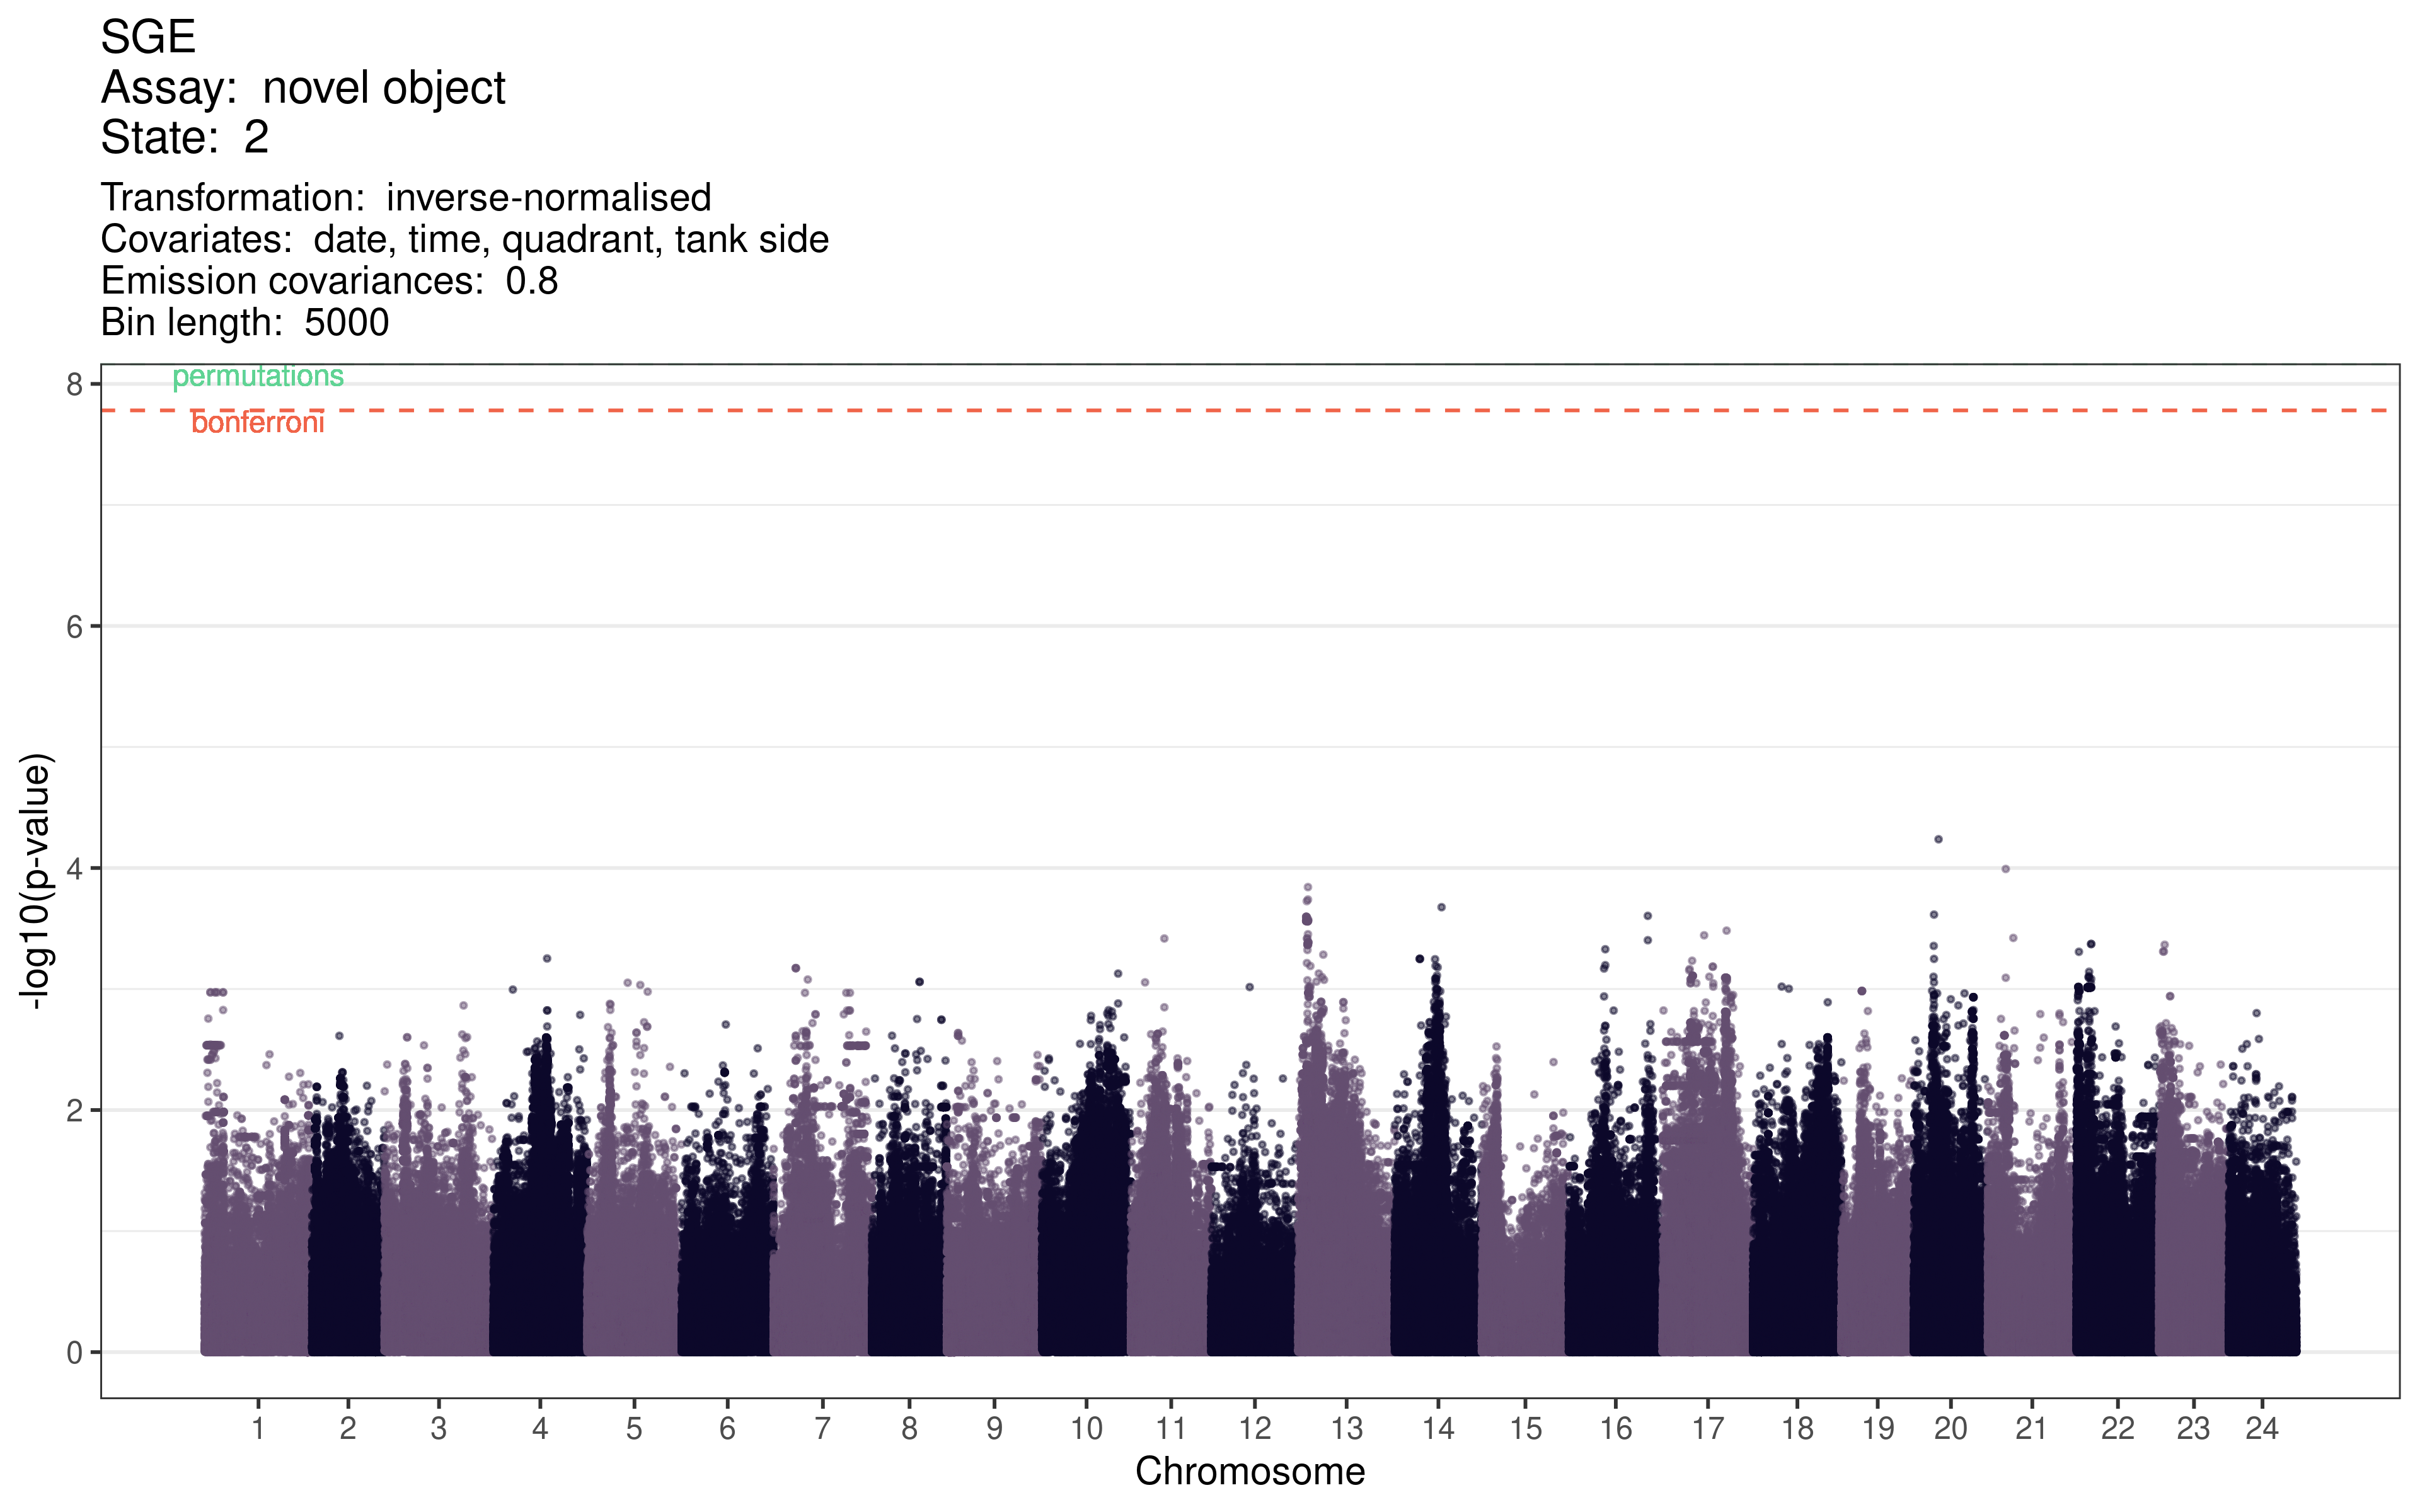 SGE
Assay:  novel object
State:  2
Transformation:  inverse-normalised
Covariates:  date, time, quadrant, tank side
Emission covariances:  0.8
Bin length:  5000
permutations
bonferroni
8
6
4
2
0
-log10(p-value)
1 2 3 4 5 6 7 8 9 10 11 12 13 14 15 16 17 18 19 20 21 22 23 24
Chromosome